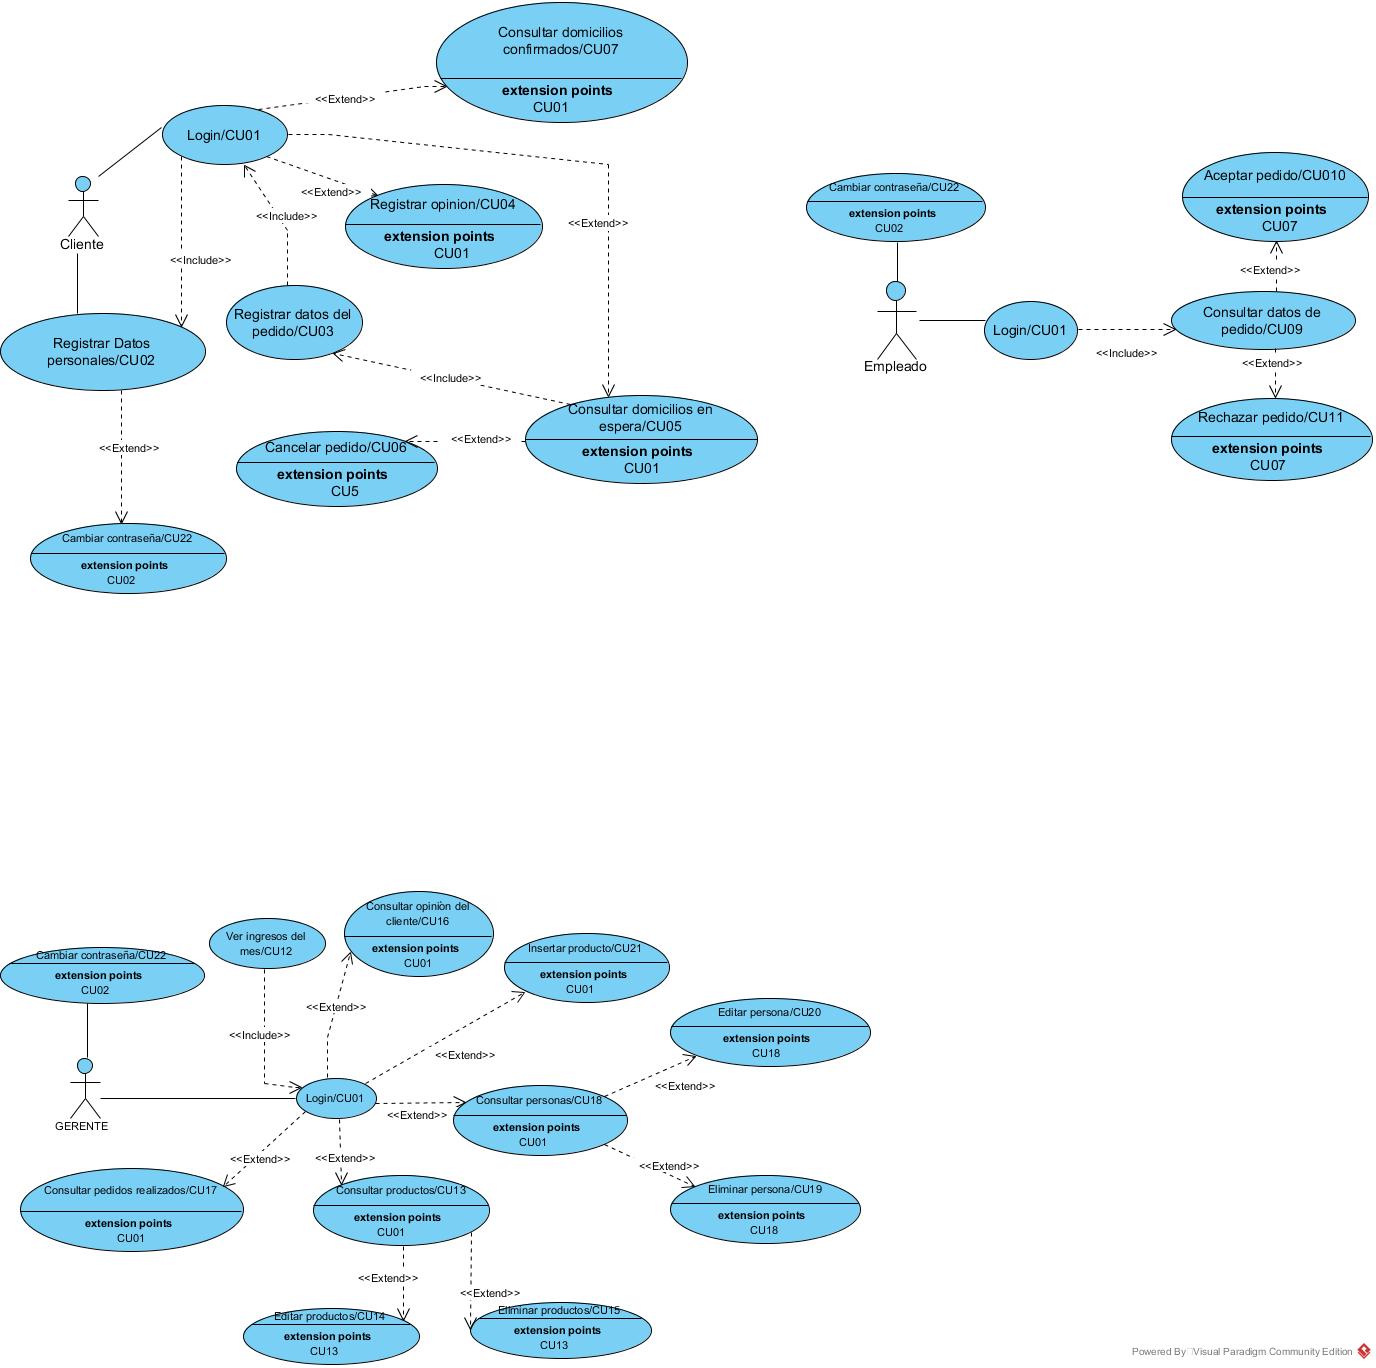 Consultar domicilios
confirmados/CU07
extension points
CU01
<<Extend>>
Login/CU01
<<Extend>>
Registrar opinion/CU04
extension points
CU01
<<Include>>
<<Extend>>
Cliente
<<Include>>
Registrar datos del
pedido/CU03
Registrar Datos
personales/CU02
<<Include>>
Consultar domicilios en
espera/CU05
extension points
CU01
<<Extend>>
Cancelar pedido/CU06
extension points
CU5
<<Extend>>
Cambiar contraseña/CU22
extension points
CU02
Cambiar contraseña/CU22
extension points
CU02
Empleado
Login/CU01
<<Include>>
Aceptar pedido/CU010
extension points
CU07
<<Extend>>
Consultar datos de
pedido/CU09
<<Extend>>
Rechazar pedido/CU11
extension points
CU07
Cambiar contraseña/CU22
extension points
CU02
Ver ingresos del
mes/CU12
Consultar opiniòn del
cliente/CU16
extension points
CU01
Insertar producto/CU21
extension points
CU01
<<Extend>>
<<Include>>
<<Extend>>
Editar persona/CU20
extension points
CU18
<<Extend>>
GERENTE
Login/CU01
<<Extend>>
Consultar personas/CU18
extension points
CU01
<<Extend>>
<<Extend>>
<<Extend>>
Consultar pedidos realizados/CU17
extension points
CU01
Consultar productos/CU13
extension points
CU01
Eliminar persona/CU19
extension points
CU18
<<Extend>>
<<Extend>>
Editar productos/CU14
extension points
CU13
Eliminar productos/CU15
extension points
CU13
Powered By Visual Paradigm Community Edition